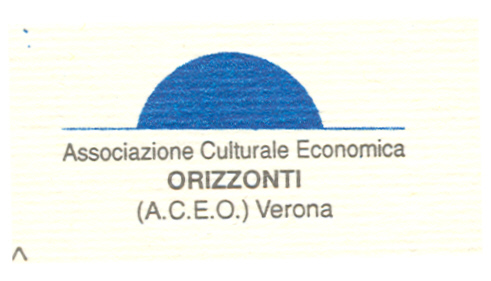 Associazione Culturale Economica
ORIZZONTI
(A.C.E.O.) Verona